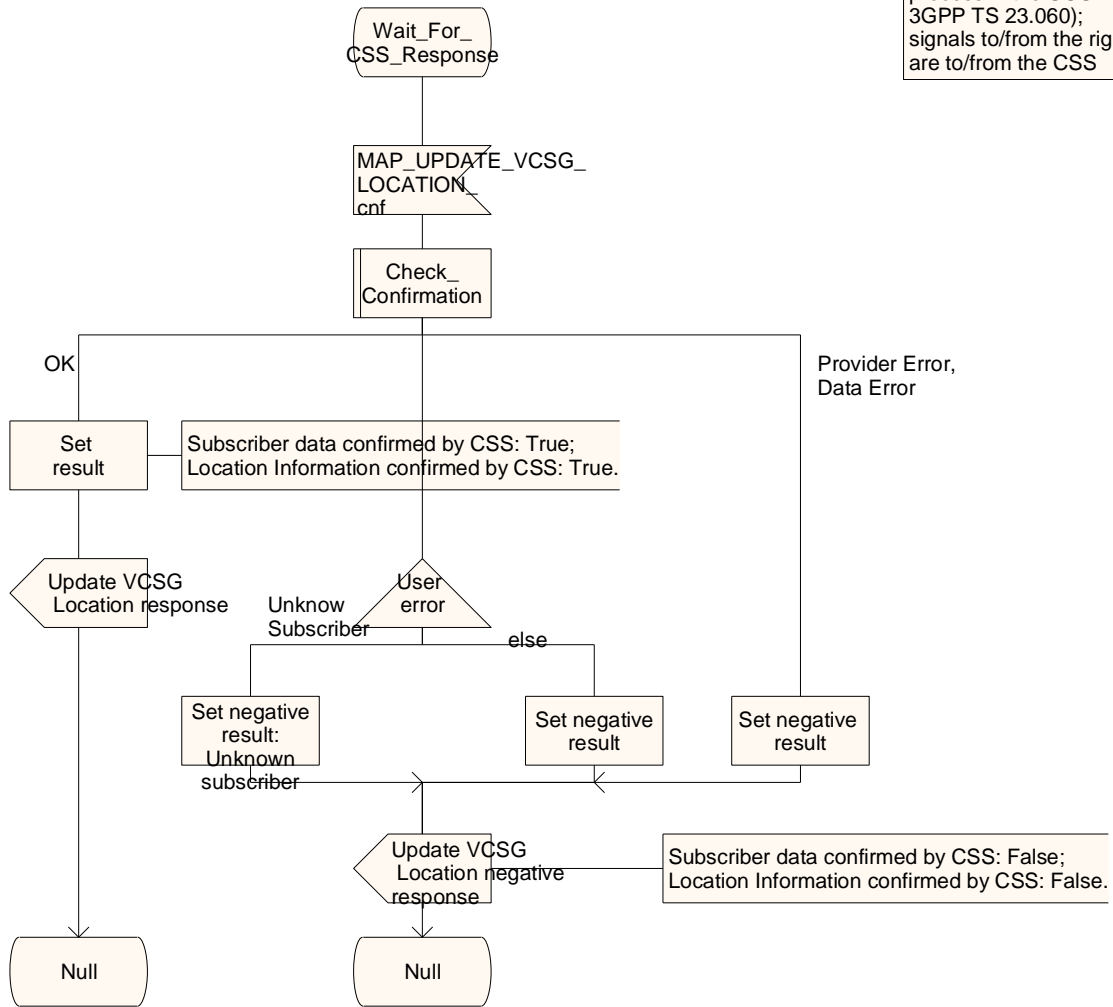 3GPP TS 23.060);
signals to/from the
are to/from the CSS
Wait_For_
CSS_Response
MAP_UPDATE_VCSG_
LOCATION_
cnf
Check_
Confirmation
OK
Provider Error,
Data Error
Set
result
Subscriber data confirmed by CSS: True;
Location Information confirmed by CSS: True.
Update VCSG
Location response
User
error
Unknow
Subscriber
else
Set negative
result:
Unknown
subscriber
Set negative
result
Set negative
result
Update VCSG
Location negative
response
Subscriber data confirmed by CSS: False;
Location Information confirmed by CSS: False.
Null
Null